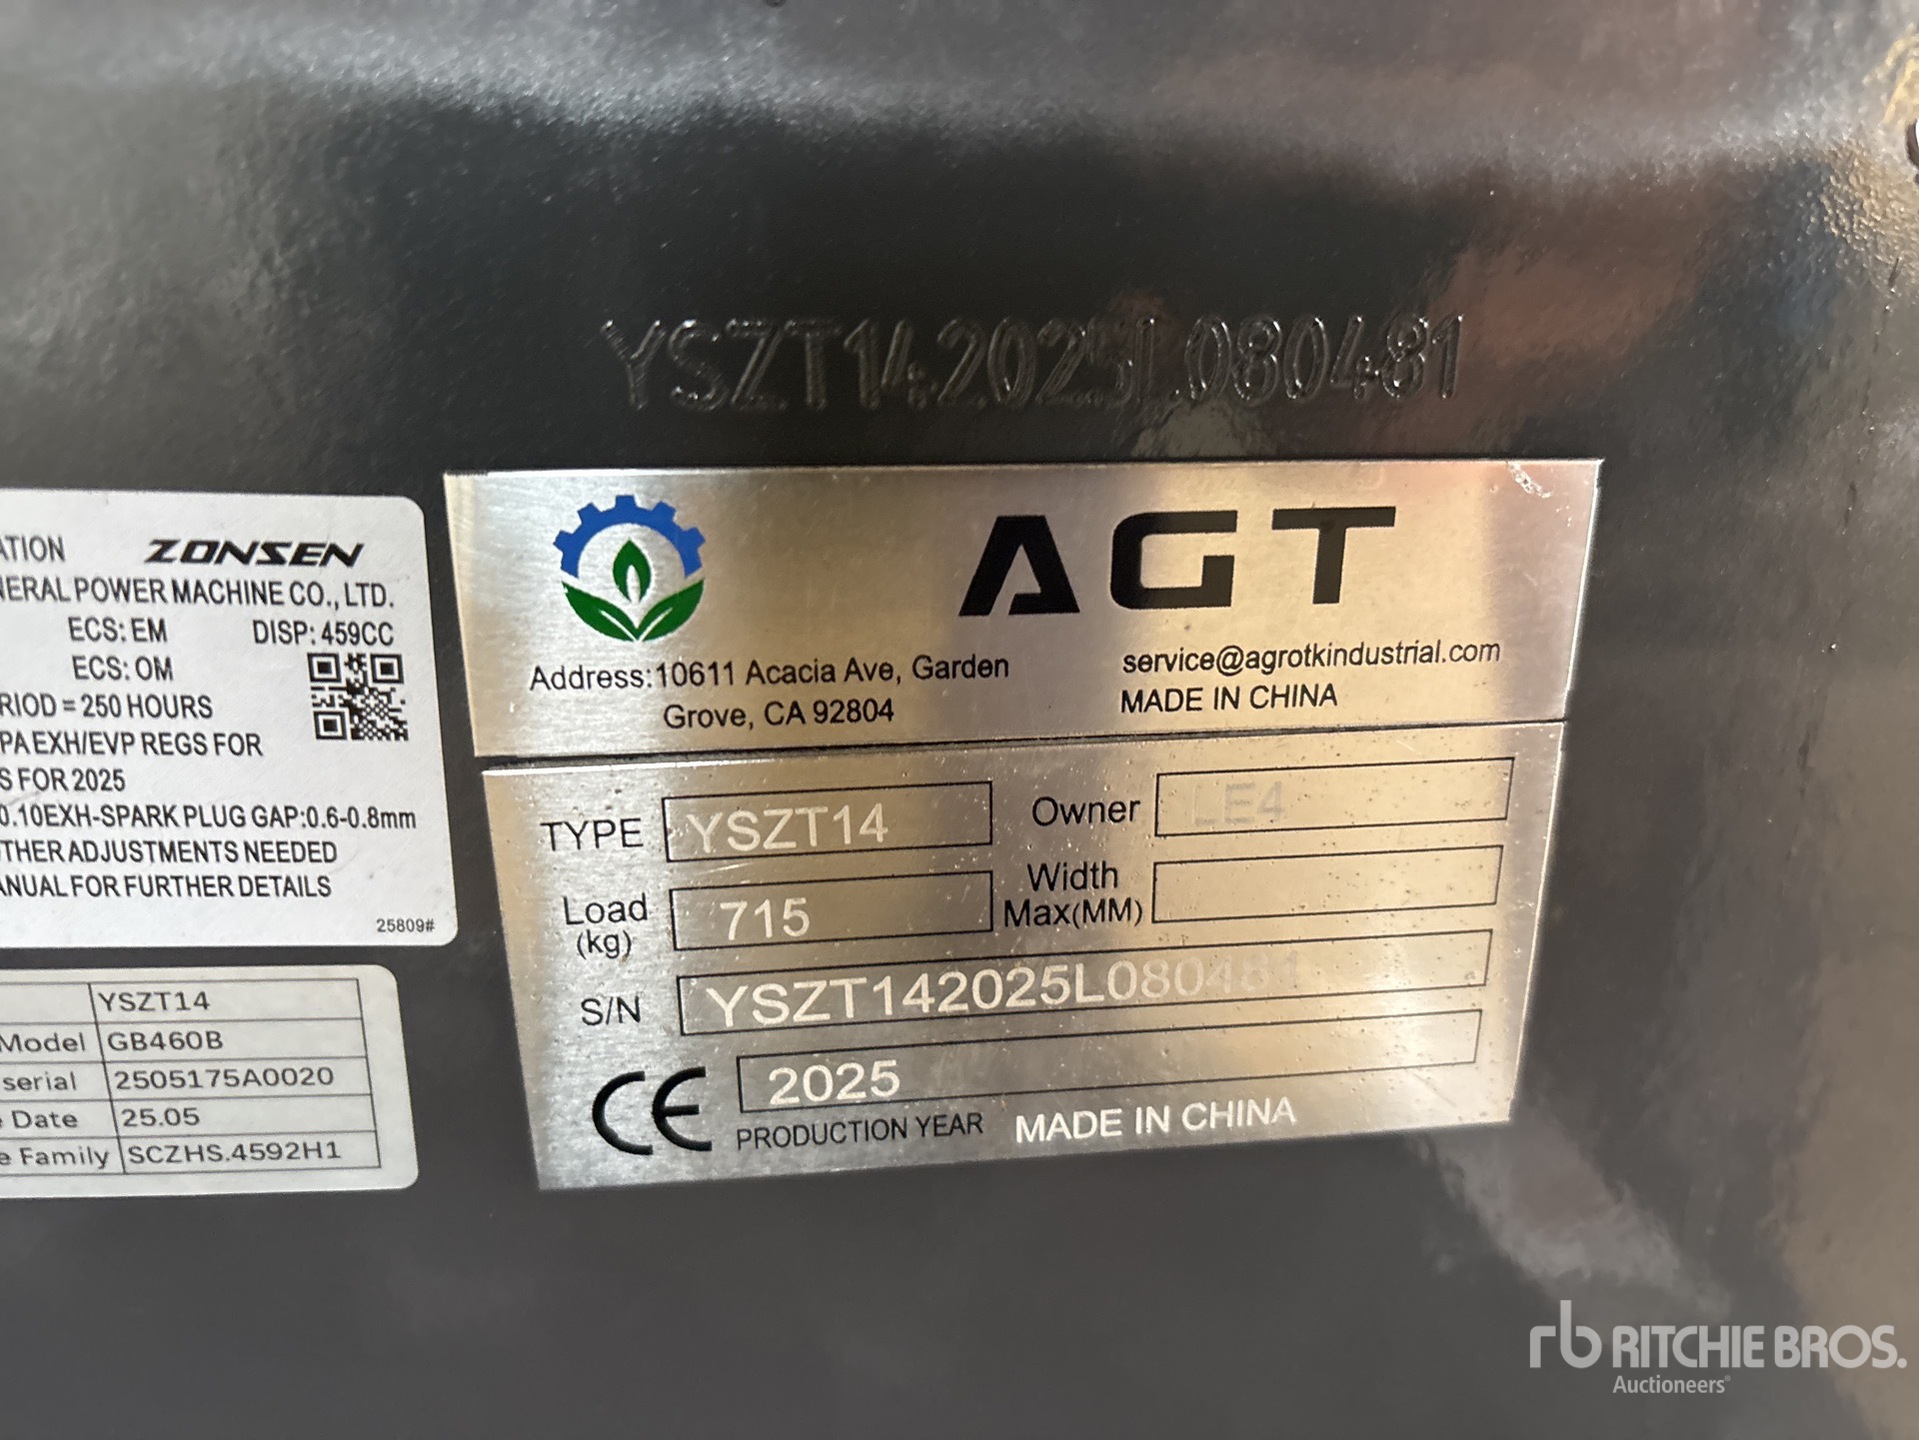 YSZT142025L080481
ATION ZONSEN
NERAL POWER MACHINE CO., LTD.
ECS: EM DISP: 459CC
ECS: OM
RIOD = 250 HOURS
PA EXH/EVP REGS FOR
S FOR 2025
0.10EXH-SPARK PLUG GAP:0.6-0.8mm
THER ADJUSTMENTS NEEDED
ANUAL FOR FURTHER DETAILS
25809#
YSZT14
Model GB460B
serial 2505175A0020
e Date 25.05
e Family SCZHS.4592H1
AGT
Address:10611 Acacia Ave, Garden
Grove, CA 92804
service@agrotkindustrial.com
MADE IN CHINA
TYPE YSZT14 Owner LE4
Load (kg) 715 Width Max(MM)
S/N YSZT142025L080481
CE 2025
PRODUCTION YEAR MADE IN CHINA
rb RITCHIE BROS.
Auctioneers®